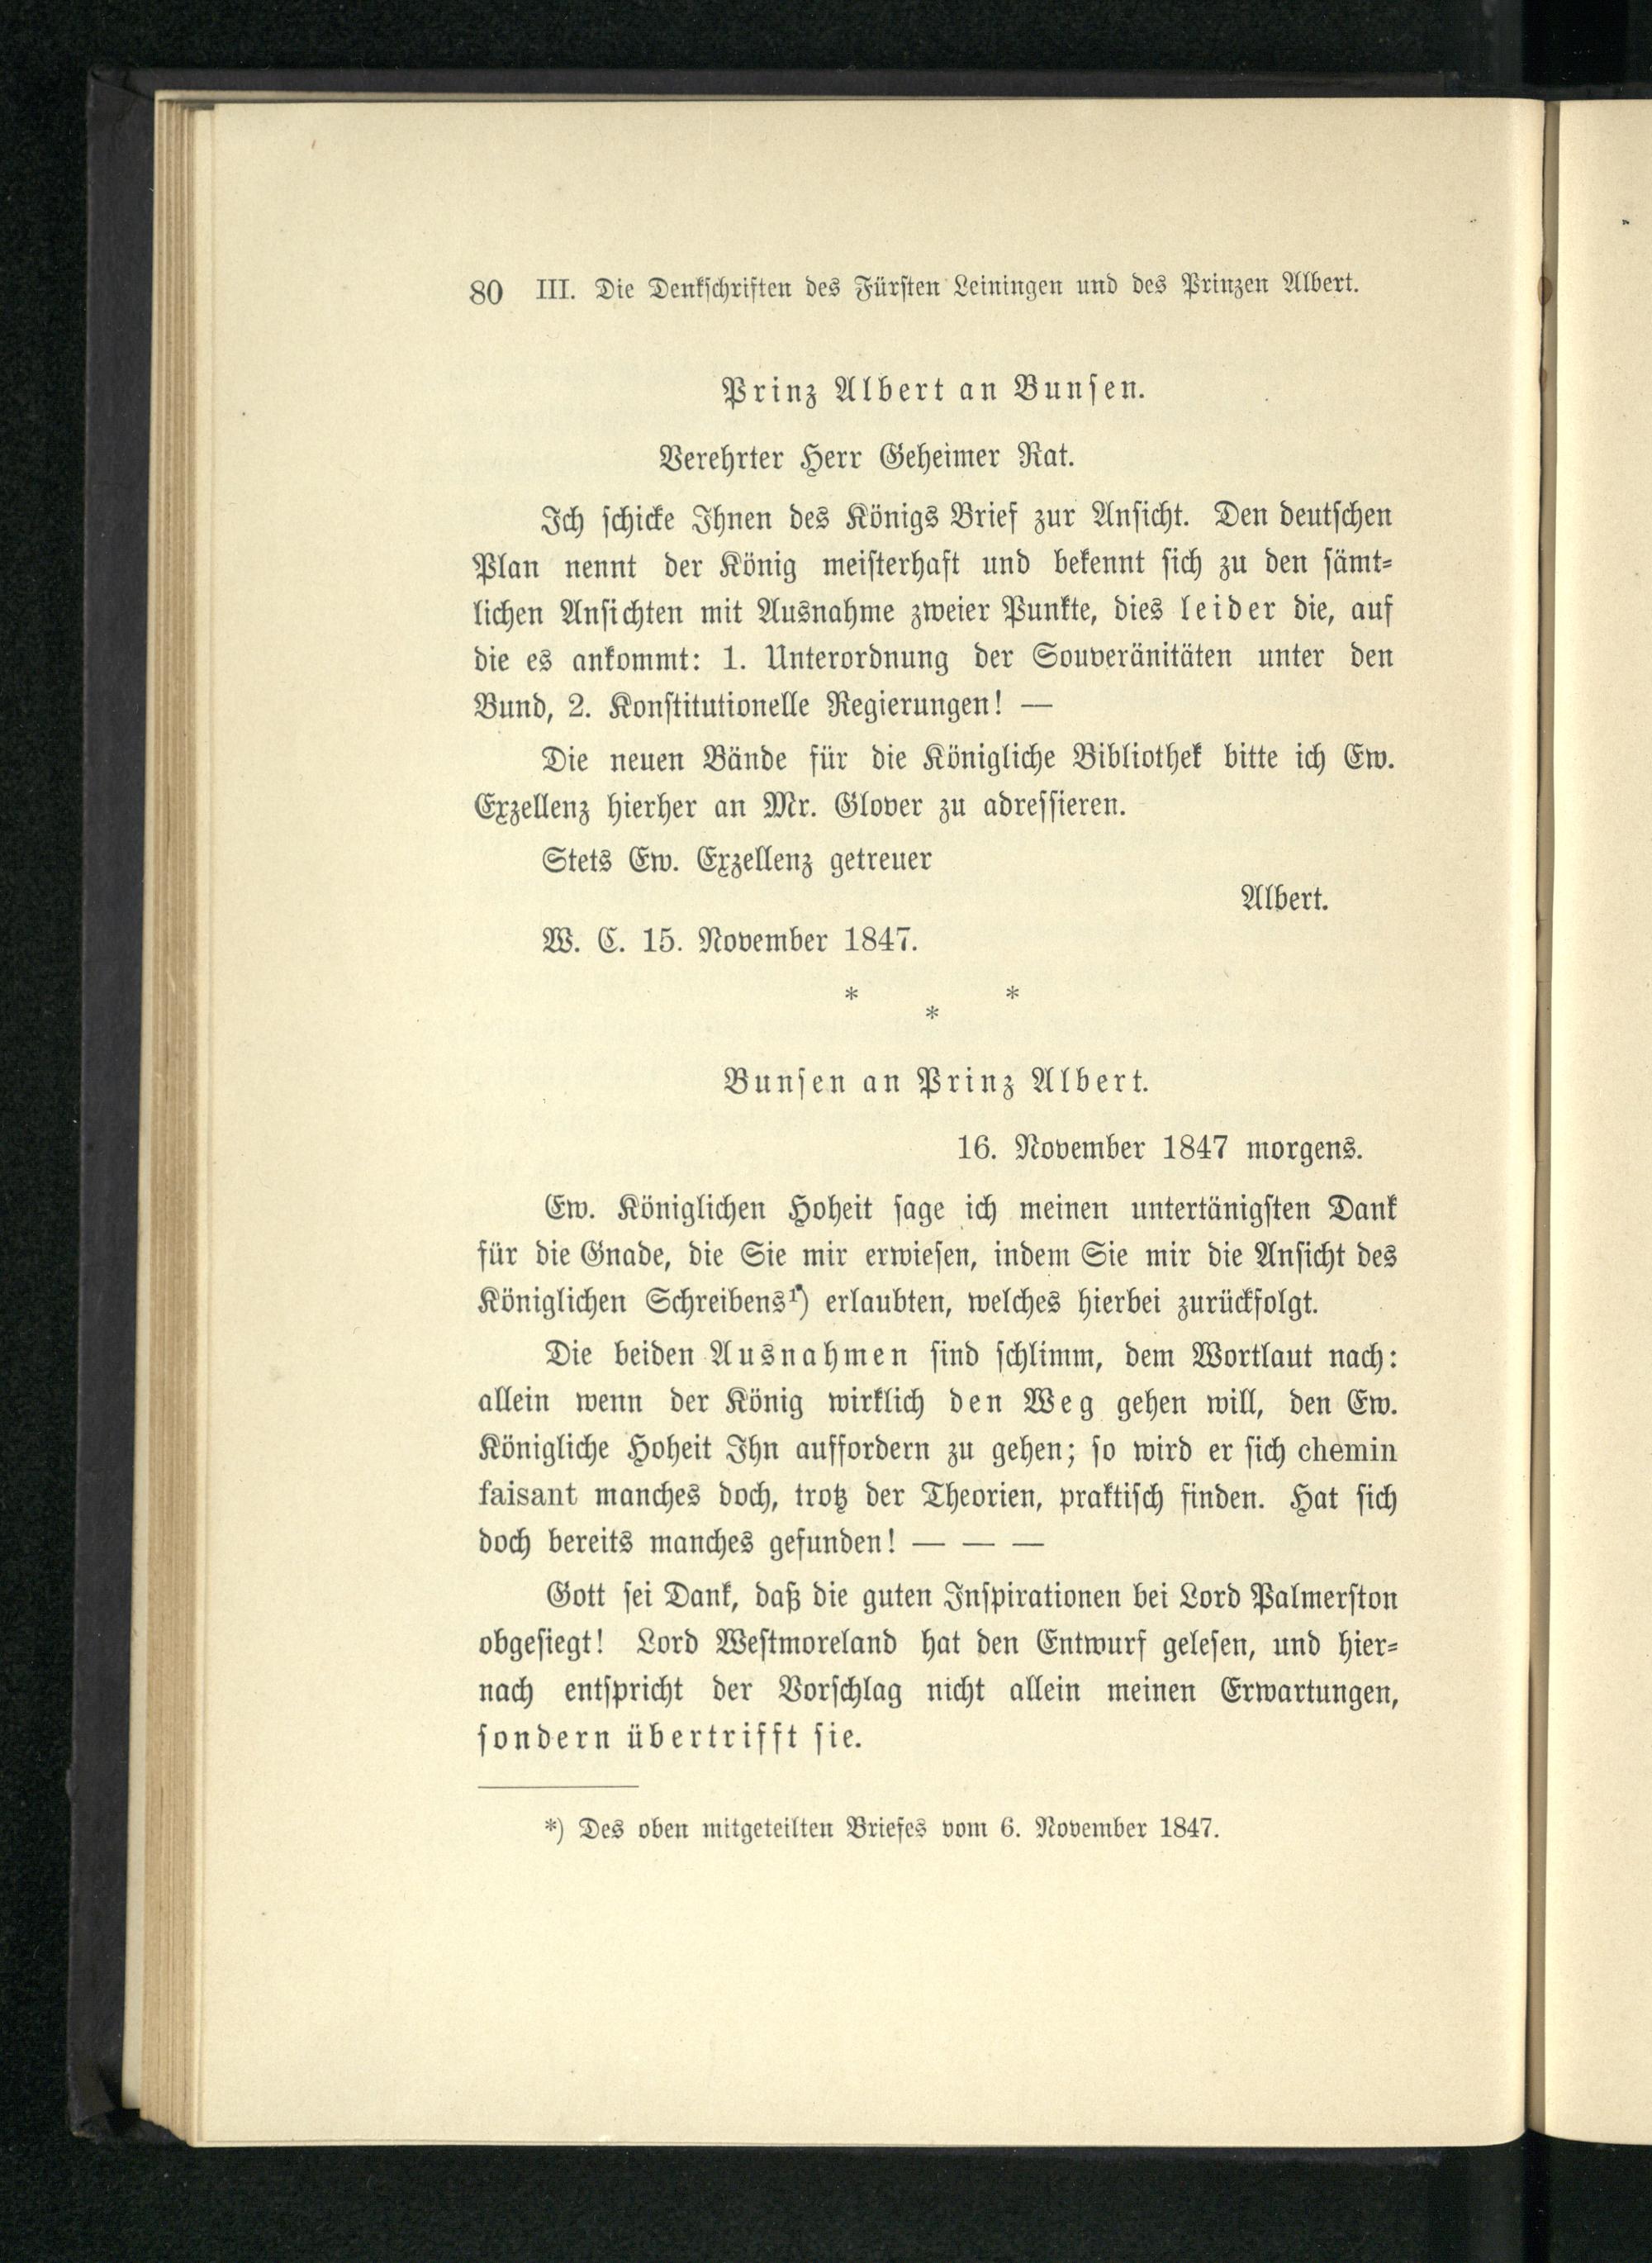 80 III. Die Denkschriften des Fürsten Leiningen und des Prinzen Albert.
Prinz Albert an Bunsen.
Verehrter Herr Geheimer Rat.
Ich schicke Ihnen des Königs Brief zur Ansicht. Den deutschen
Plan nennt der König meisterhaft und bekennt sich zu den sämt-
lichen Ansichten mit Ausnahme zweier Punkte, dies leider die, auf
die es ankommt: 1. Unterordnung der Souveränitäten unter den
Bund, 2. Konstitutionelle Regierungen! —
Die neuen Bände für die Königliche Bibliothek bitte ich Ew.
Exzellenz hierher an Mr. Glover zu adressieren.
Stets Ew. Exzellenz getreuer
Albert.
W. C. 15. November 1847.
* *
*
Bunsen an Prinz Albert.
16. November 1847 morgens.
Ew. Königlichen Hoheit sage ich meinen untertänigsten Dank
für die Gnade, die Sie mir erwiesen, indem Sie mir die Ansicht des
Königlichen Schreibens¹) erlaubten, welches hierbei zurückfolgt.
Die beiden Ausnahmen sind schlimm, dem Wortlaut nach:
allein wenn der König wirklich den Weg gehen will, den Ew.
Königliche Hoheit Ihn auffordern zu gehen; so wird er sich chemin
faisant manches doch, trotz der Theorien, praktisch finden. Hat sich
doch bereits manches gefunden! — — —
Gott sei Dank, daß die guten Inspirationen bei Lord Palmerston
obgesiegt! Lord Westmoreland hat den Entwurf gelesen, und hier-
nach entspricht der Vorschlag nicht allein meinen Erwartungen,
sondern übertrifft sie.
*) Des oben mitgeteilten Briefes vom 6. November 1847.